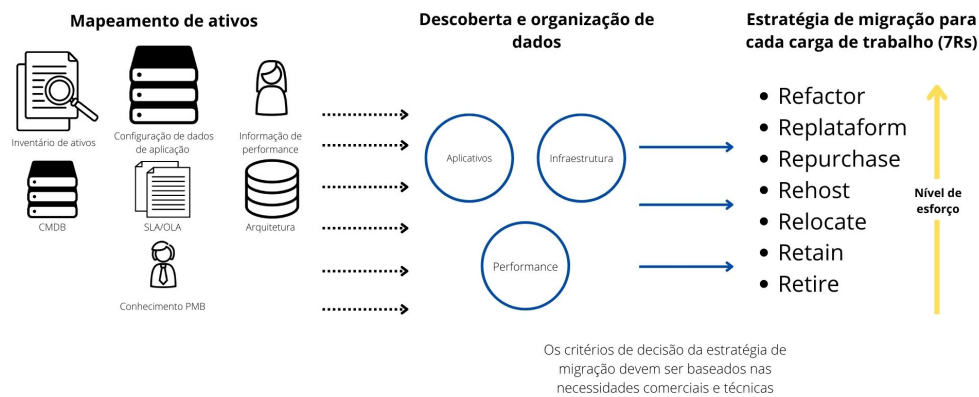 Mapeamento de ativos
Inventário de ativos
Configuração de dados
de aplicação
Informação de
performance
CMDB
SLA/OLA
Arquitetura
Conhecimento PMB
Descoberta e organização de
dados
Aplicativos
Infraestrutura
Performance
Os critérios de decisão da estratégia de
migração devem ser baseados nas
necessidades comerciais e técnicas
Estratégia de migração para
cada carga de trabalho (7Rs)
• Refactor
• Replataform
• Repurchase
• Rehost
• Relocate
• Retain
• Retire
Nível de
esforço